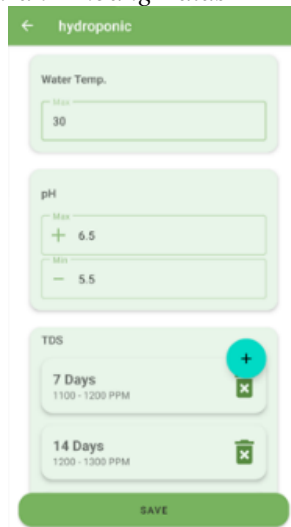 hydroponic
Water Temp.
Max
30
pH
Max
6.5
Min
5.5
TDS
7 Days
1100 - 1200 PPM
14 Days
1200 - 1300 PPM
SAVE